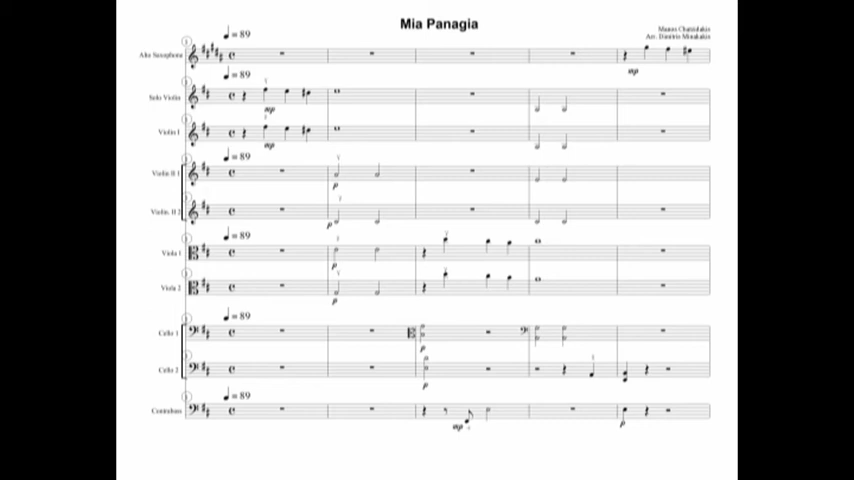 Mia Panagia
Manos Chatzidakis
Arr. Dimitris Minakakis
= 89
Alto Saxophone
mp
= 89
Solo Violin
mp
Violin I
mp
= 89
Violin II 1
p
Violin. II 2
p
= 89
Viola 1
p
Viola 2
p
= 89
Cello 1
p
Cello 2
p
= 89
Contrabass
mp
p